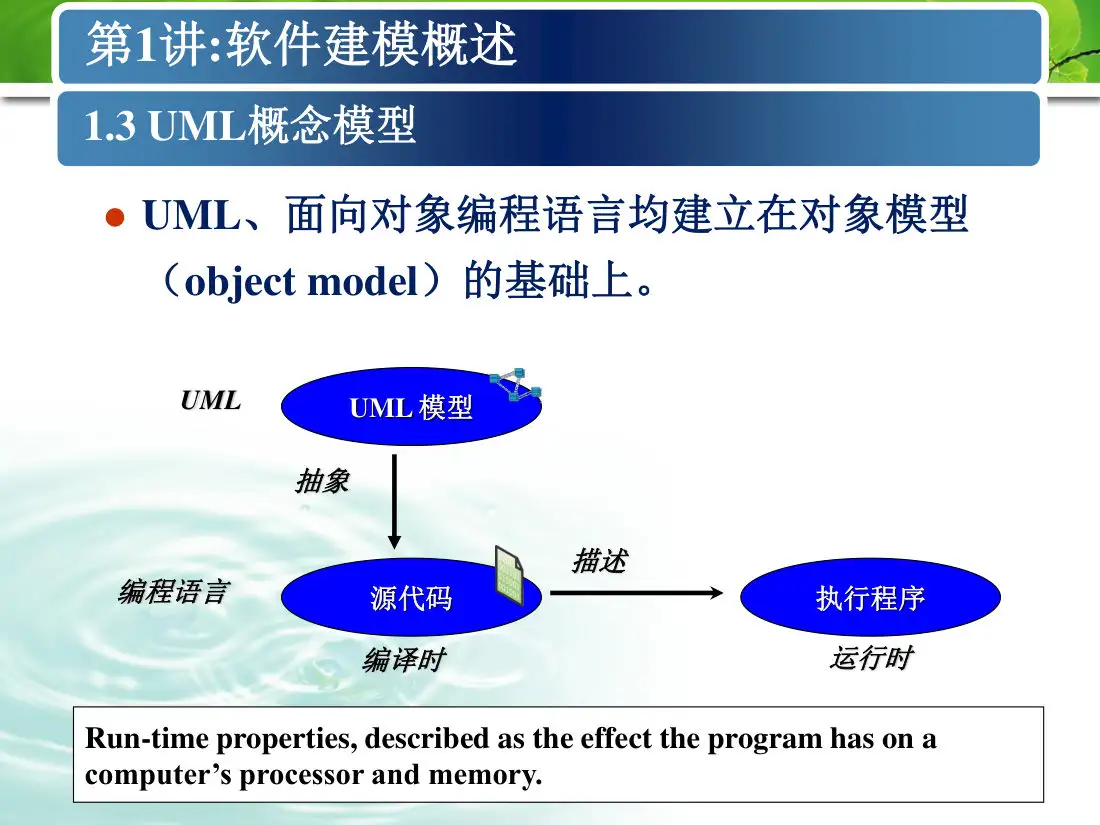 第1讲:软件建模概述
1.3 UML概念模型
UML、面向对象编程语言均建立在对象模型
（object model）的基础上。
UML
UML 模型
抽象
编程语言
源代码
描述
执行程序
编译时
运行时
Run-time properties, described as the effect the program has on a
computer’s processor and memory.